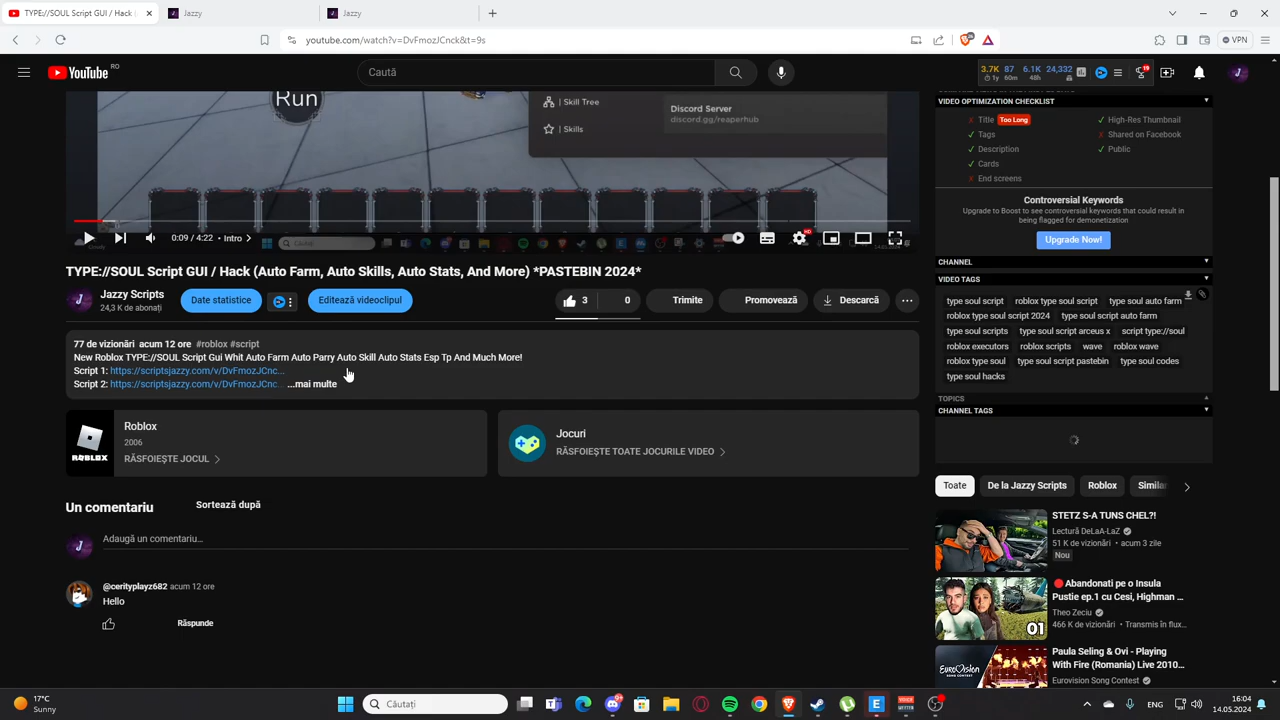 TYPE://SOUL Script GUI / Hack
Jazzy
Jazzy
youtube.com/watch?v=DvFmozJCnck&t=9s
VPN
YouTube
RO
Caută
3.7K 87 6.1K 24,332
1y 60m 48h
19
Run
Skill Tree
Skills
Discord Server
discord.gg/reaperhub
0:09 / 4:22 • Intro
HD
TYPE://SOUL Script GUI / Hack (Auto Farm, Auto Skills, Auto Stats, And More) *PASTEBIN 2024*
Jazzy Scripts
24,3 K de abonați
Date statistice
Editează videoclipul
3
0
Trimite
Promovează
Descarcă
77 de vizionări acum 12 ore #roblox #script
New Roblox TYPE://SOUL Script Gui Whit Auto Farm Auto Parry Auto Skill Auto Stats Esp Tp And Much More!
Script 1: https://scriptsjazzy.com/v/DvFmozJCnc...
Script 2: https://scriptsjazzy.com/v/DvFmozJCnc... ...mai multe
ROBLOX
Roblox
2006
RĂSFOIEȘTE JOCUL
Jocuri
RĂSFOIEȘTE TOATE JOCURILE VIDEO
Un comentariu
Sortează după
Adaugă un comentariu...
@cerityplayz682 acum 12 ore
Hello
Răspunde
VIDEO OPTIMIZATION CHECKLIST
Title Too Long
Tags
Description
Cards
End screens
High-Res Thumbnail
Shared on Facebook
Public
Controversial Keywords
Upgrade to Boost to see controversial keywords that could result in
being flagged for demonetization
Upgrade Now!
CHANNEL
VIDEO TAGS
type soul script roblox type soul script type soul auto farm
roblox type soul script 2024 type soul script auto farm
type soul scripts type soul script arceus x script type://soul
roblox executors roblox scripts wave roblox wave
roblox type soul type soul script pastebin type soul codes
type soul hacks
TOPICS
CHANNEL TAGS
Toate
De la Jazzy Scripts
Roblox
Similar
STETZ S-A TUNS CHEL?!
Lectură DeLaA-LaZ
51 K de vizionări • acum 3 zile
Nou
Abandonati pe o Insula
Pustie ep.1 cu Cesi, Highman ...
Theo Zeciu
466 K de vizionări • Transmis în flux...
01
Paula Seling & Ovi - Playing
With Fire (Romania) Live 2010...
Eurovision Song Contest
17°C
Sunny
Căutați
ENG
16:04
14.05.2024